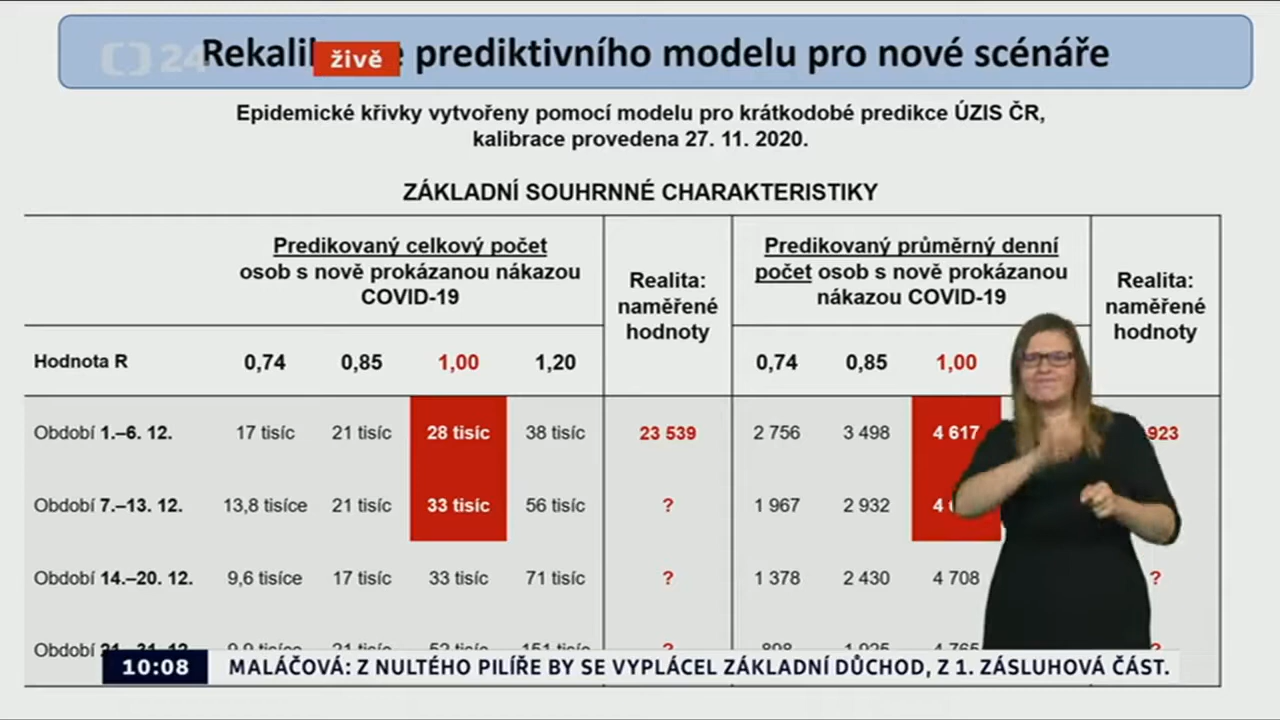 24
živě
prediktivního modelu pro nové scénáře
Epidemické křivky vytvořeny pomocí modelu pro krátkodobé predikce ÚZIS ČR,
kalibrace provedena 27. 11. 2020.
ZÁKLADNÍ SOUHRNNÉ CHARAKTERISTIKY
Predikovaný celkový počet
osob s nově prokázanou nákazou
COVID-19
Realita:
naměřené
hodnoty
Predikovaný průměrný denní
počet osob s nově prokázanou
nákazou COVID-19
Realita:
naměřené
hodnoty
Hodnota R 0,74 0,85 1,00 1,20 0,74 0,85 1,00
Období 1.–6. 12. 17 tisíc 21 tisíc 28 tisíc 38 tisíc 23 539 2 756 3 498 4 617 923
Období 7.–13. 12. 13,8 tisíce 21 tisíc 33 tisíc 56 tisíc ? 1 967 2 932
Období 14.–20. 12. 9,6 tisíce 17 tisíc 33 tisíc 71 tisíc ? 1 378 2 430 4 708 ?
Období
10:08 MALÁČOVÁ: Z NULTÉHO PILÍŘE BY SE VYPLÁCEL ZÁKLADNÍ DŮCHOD, Z 1. ZÁSLUHOVÁ ČÁST.